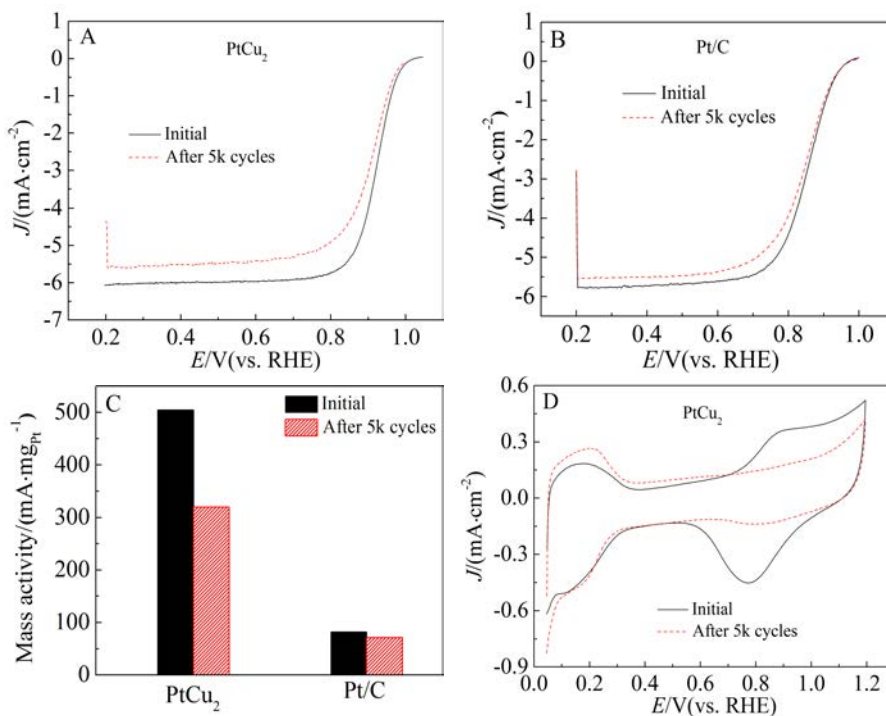 A
PtCu₂
Initial
After 5k cycles
1
0
-1
-2
-3
-4
-5
-6
-7
J/(mA·cm⁻²)
0.2 0.4 0.6 0.8 1.0
E/V(vs. RHE)
B
Pt/C
Initial
After 5k cycles
1
0
-1
-2
-3
-4
-5
-6
J/(mA·cm⁻²)
0.2 0.4 0.6 0.8 1.0
E/V(vs. RHE)
C
Initial
After 5k cycles
500
400
300
200
100
0
Mass activity/(mA·mg_Pt⁻¹)
PtCu₂ Pt/C
D
PtCu₂
Initial
After 5k cycles
0.6
0.3
0.0
-0.3
-0.6
-0.9
J/(mA·cm⁻²)
0.0 0.2 0.4 0.6 0.8 1.0 1.2
E/V(vs. RHE)